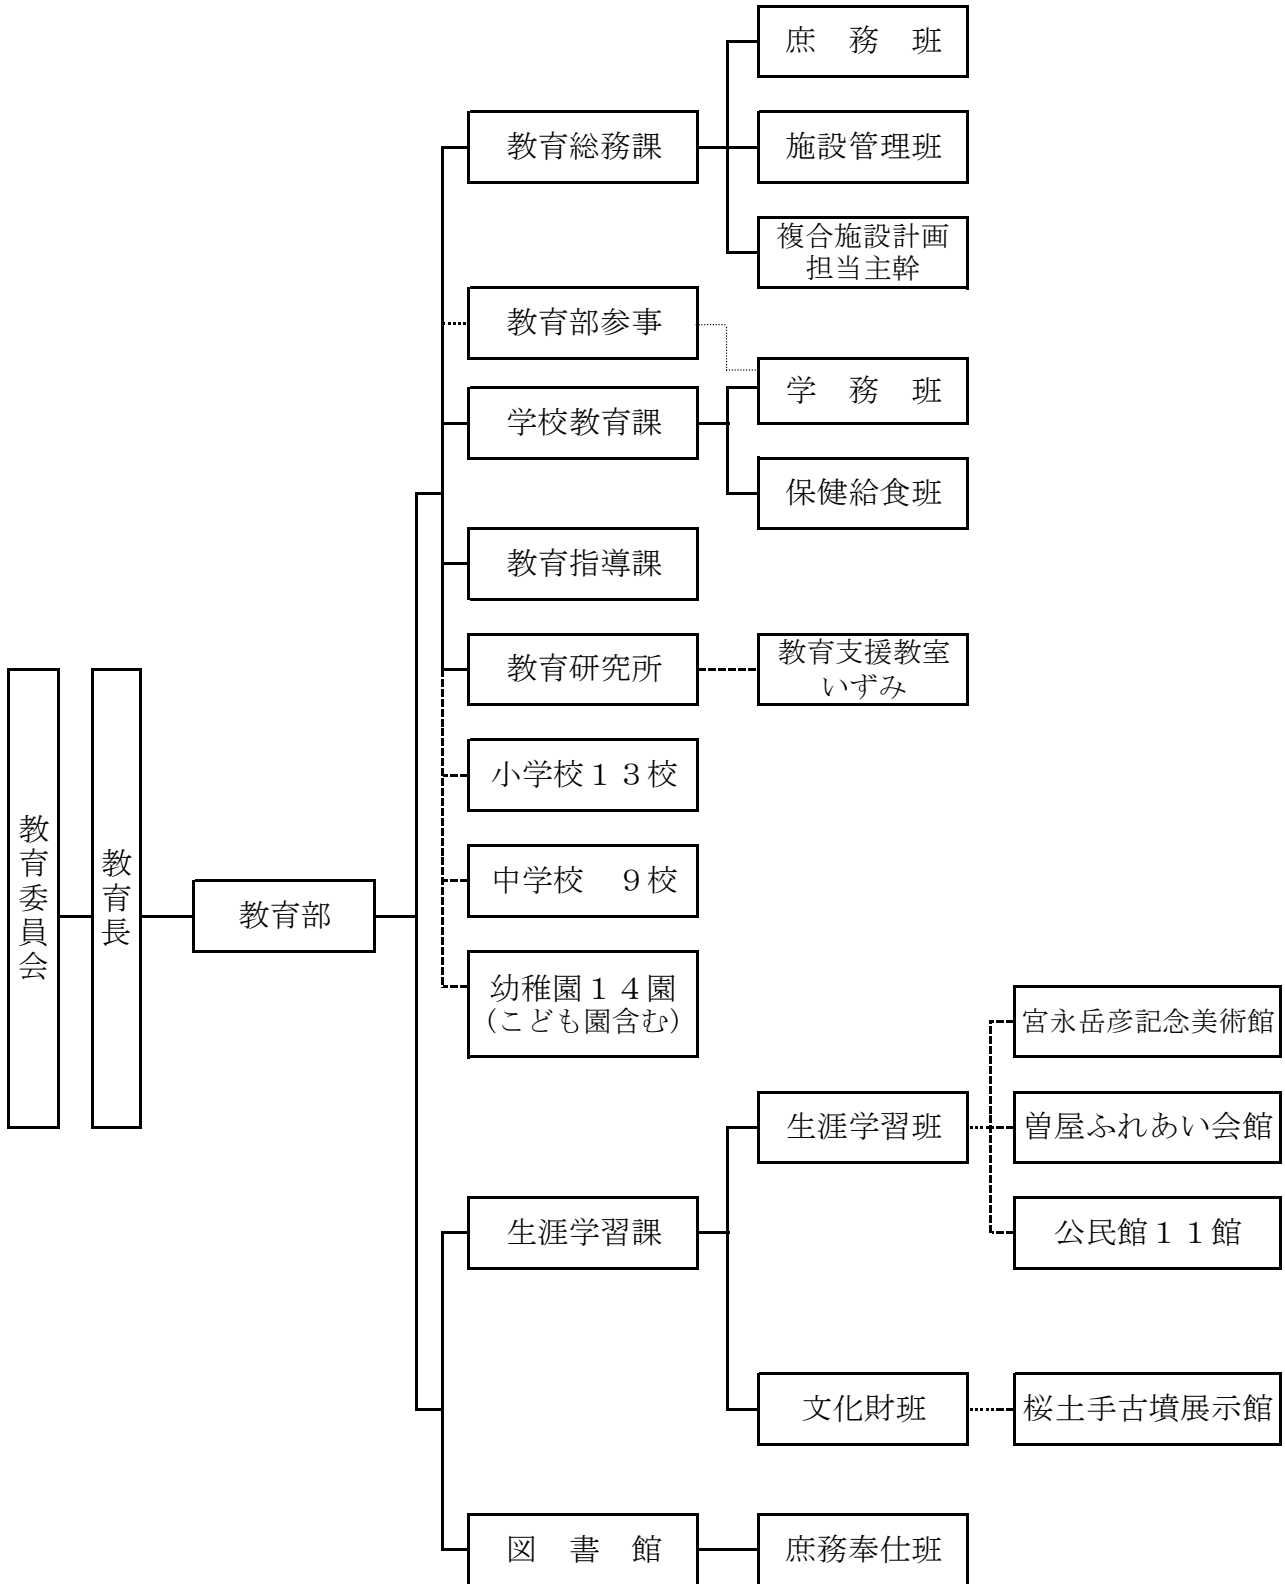 庶　務　班
教育総務課
施設管理班
複合施設計画
担当主幹
教育部参事
学　務　班
学校教育課
保健給食班
教育指導課
教育研究所
教育支援教室
いずみ
小学校１３校
中学校　９校
教育委員会
教育長
教育部
幼稚園１４園
(こども園含む)
宮永岳彦記念美術館
生涯学習班
曽屋ふれあい会館
生涯学習課
公民館１１館
文化財班
桜土手古墳展示館
図　書　館
庶務奉仕班